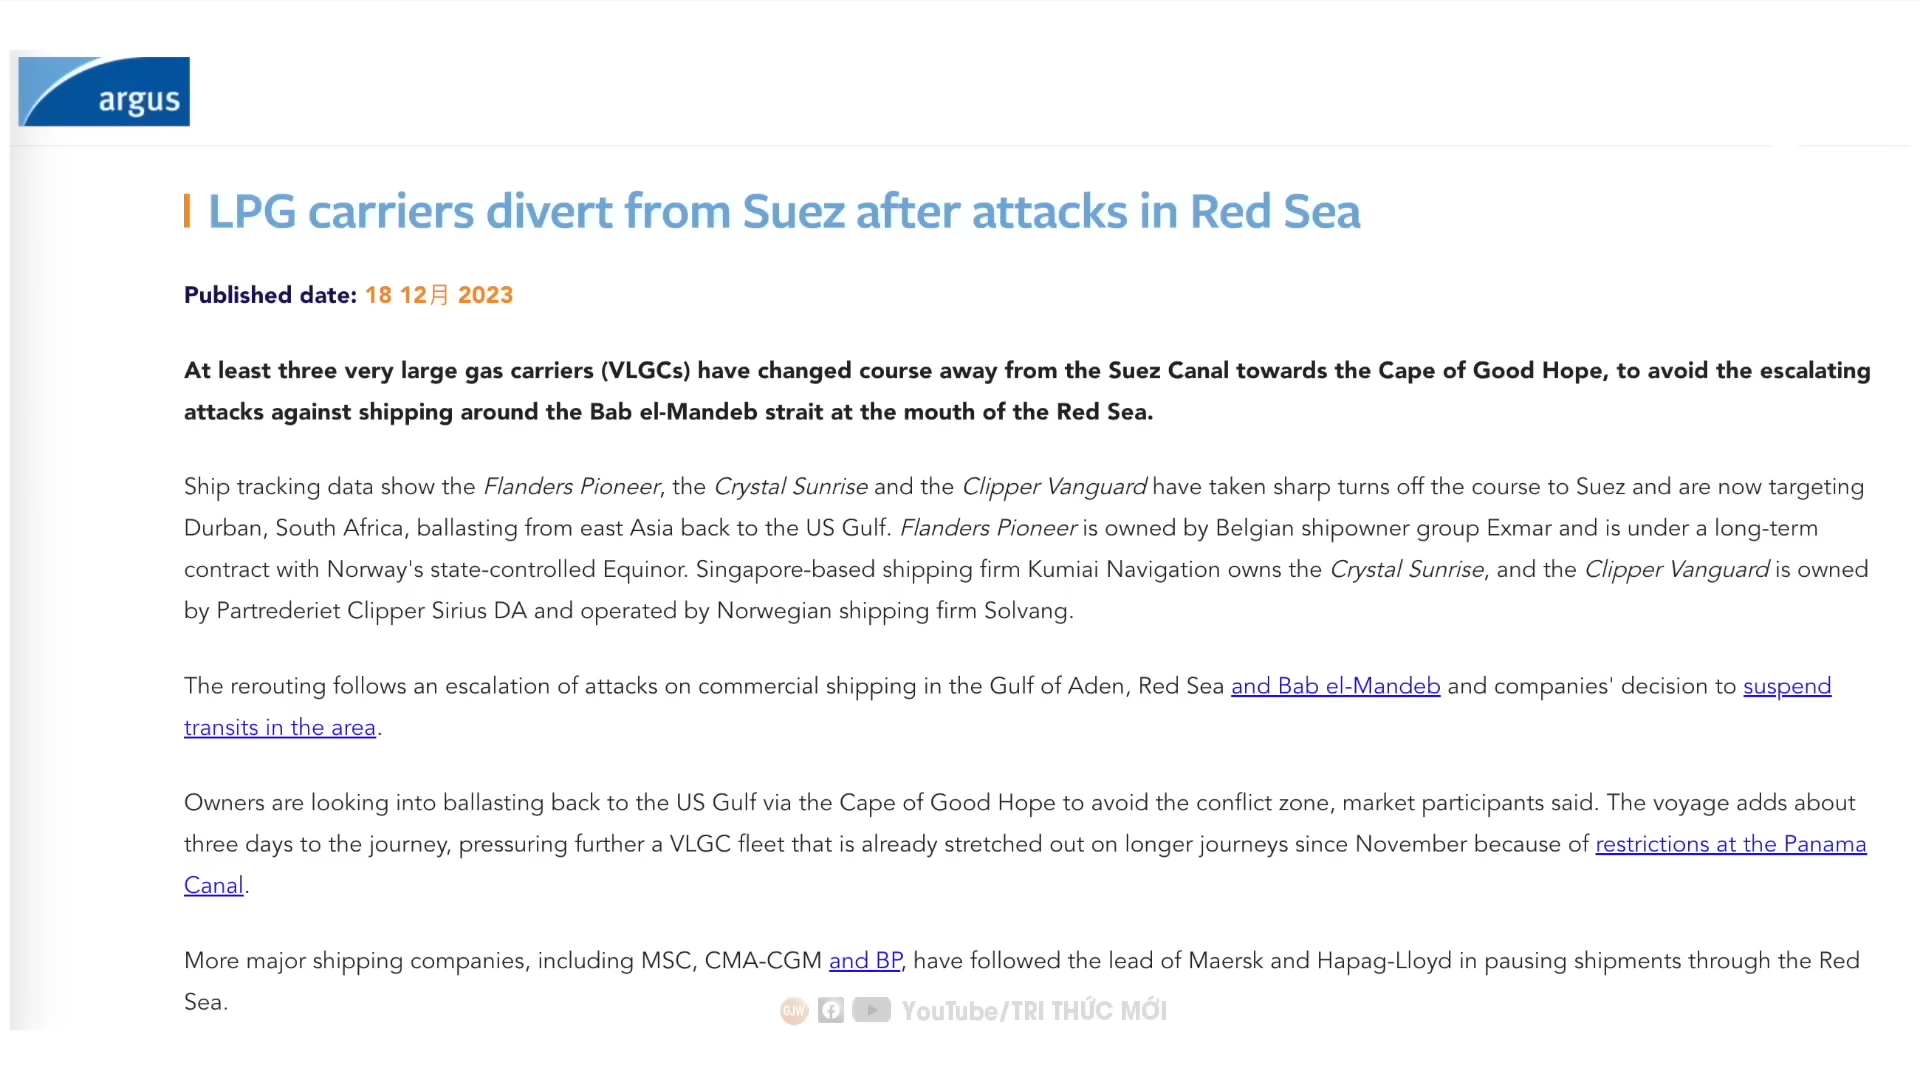 argus
LPG carriers divert from Suez after attacks in Red Sea
Published date: 18 12月 2023
At least three very large gas carriers (VLGCs) have changed course away from the Suez Canal towards the Cape of Good Hope, to avoid the escalating
attacks against shipping around the Bab el-Mandeb strait at the mouth of the Red Sea.
Ship tracking data show the Flanders Pioneer, the Crystal Sunrise and the Clipper Vanguard have taken sharp turns off the course to Suez and are now targeting
Durban, South Africa, ballasting from east Asia back to the US Gulf. Flanders Pioneer is owned by Belgian shipowner group Exmar and is under a long-term
contract with Norway's state-controlled Equinor. Singapore-based shipping firm Kumiai Navigation owns the Crystal Sunrise, and the Clipper Vanguard is owned
by Partrederiet Clipper Sirius DA and operated by Norwegian shipping firm Solvang.
The rerouting follows an escalation of attacks on commercial shipping in the Gulf of Aden, Red Sea and Bab el-Mandeb and companies' decision to suspend
transits in the area.
Owners are looking into ballasting back to the US Gulf via the Cape of Good Hope to avoid the conflict zone, market participants said. The voyage adds about
three days to the journey, pressuring further a VLGC fleet that is already stretched out on longer journeys since November because of restrictions at the Panama
Canal.
More major shipping companies, including MSC, CMA-CGM and BP, have followed the lead of Maersk and Hapag-Lloyd in pausing shipments through the Red
Sea.
GJW YouTube/TRI THỨC MỚI